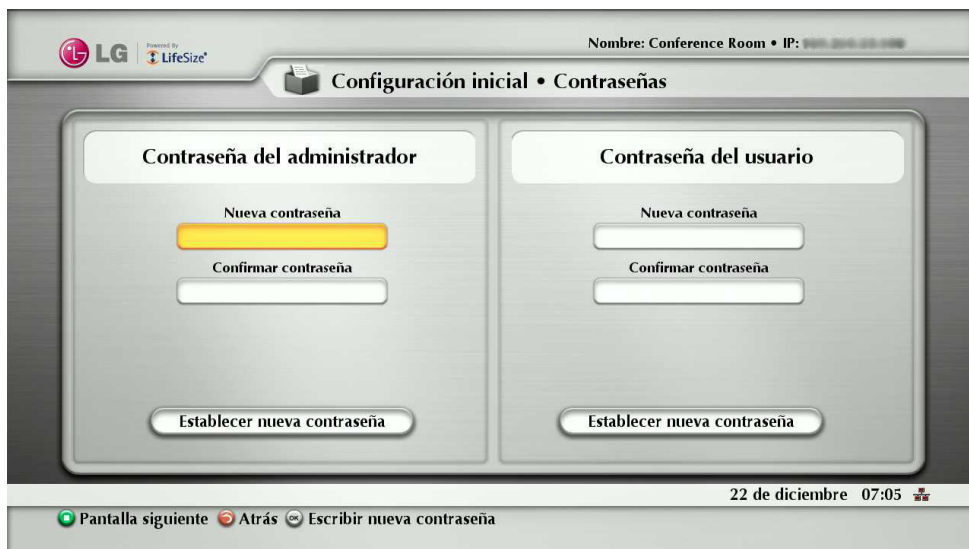 LG Powered By LifeSize
Nombre: Conference Room • IP:
Configuración inicial • Contraseñas
Contraseña del administrador
Nueva contraseña
Confirmar contraseña
Establecer nueva contraseña
Contraseña del usuario
Nueva contraseña
Confirmar contraseña
Establecer nueva contraseña
22 de diciembre 07:05
Pantalla siguiente Atrás OK Escribir nueva contraseña